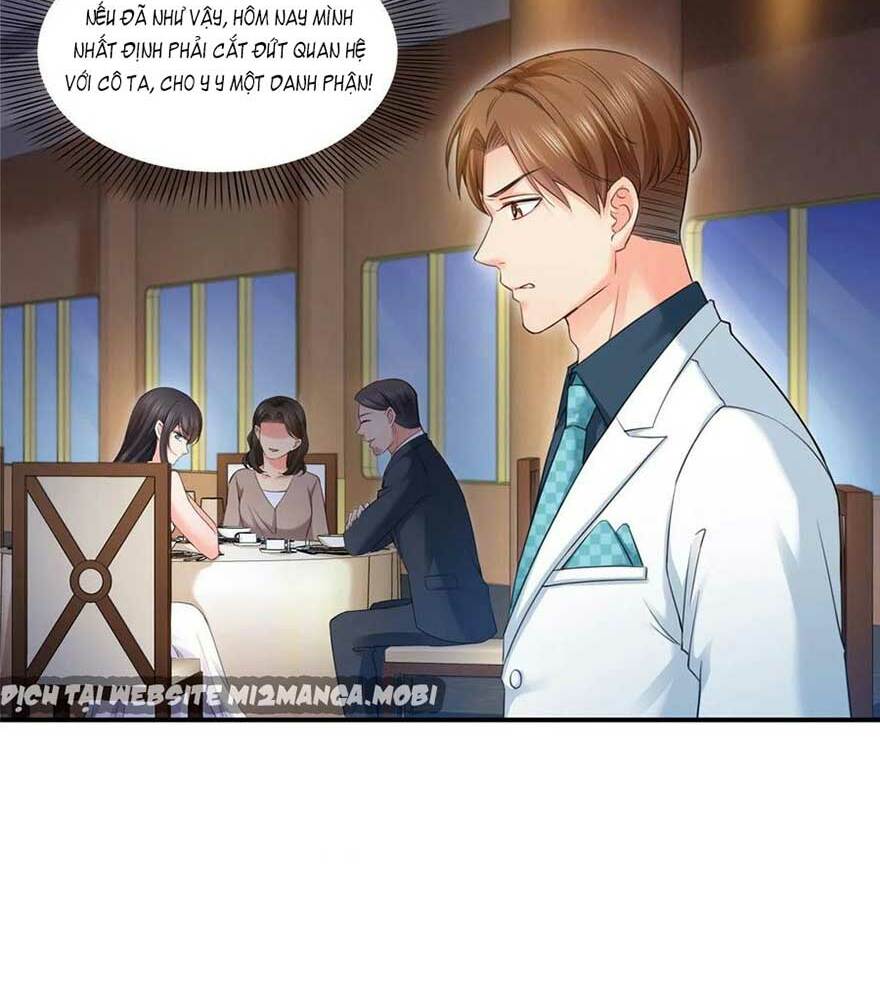 NẾU ĐÃ NHƯ VẬY, HÔM NAY MÌNH
NHẤT ĐỊNH PHẢI CẮT ĐỨT QUAN HỆ
VỚI CÔ TA, CHO Y Y MỘT DANH PHẬN!
DỊCH TẠI WEBSITE MI2MANGA.MOBI